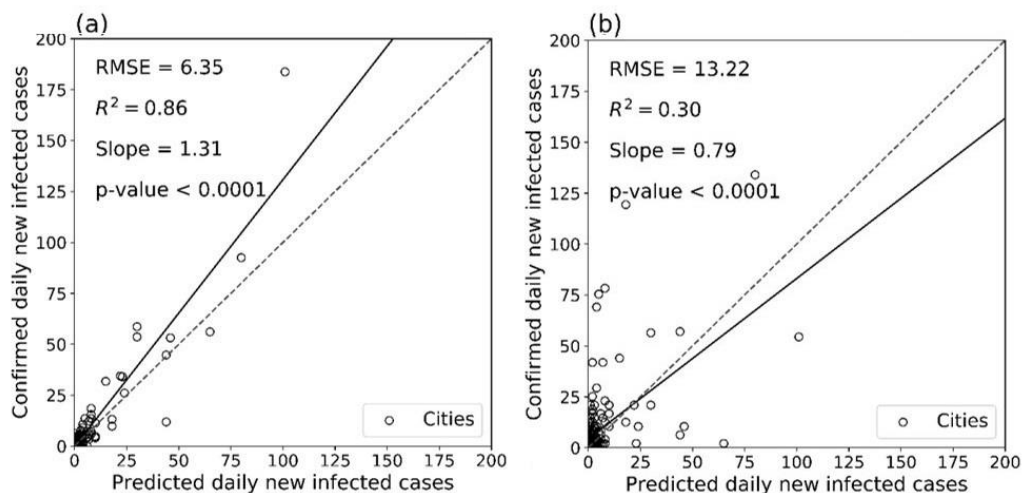 (a)
200
175
150
125
100
75
50
25
0
0 25 50 75 100 125 150 175 200
Confirmed daily new infected cases
Predicted daily new infected cases
RMSE = 6.35
R² = 0.86
Slope = 1.31
p-value < 0.0001
Cities
(b)
200
175
150
125
100
75
50
25
0
0 25 50 75 100 125 150 175 200
Confirmed daily new infected cases
Predicted daily new infected cases
RMSE = 13.22
R² = 0.30
Slope = 0.79
p-value < 0.0001
Cities